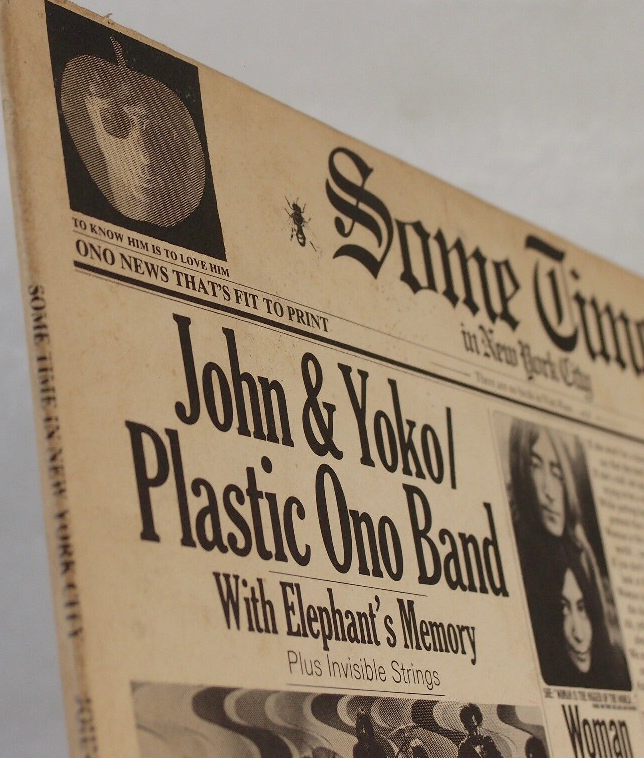 TO KNOW HIM IS TO LOVE HIM
ONO NEWS THAT'S FIT TO PRINT
Some Time
in New York City
John & Yoko/
Plastic Ono Band
With Elephant's Memory
Plus Invisible Strings
Woman
SOME TIME IN NEW YORK CITY